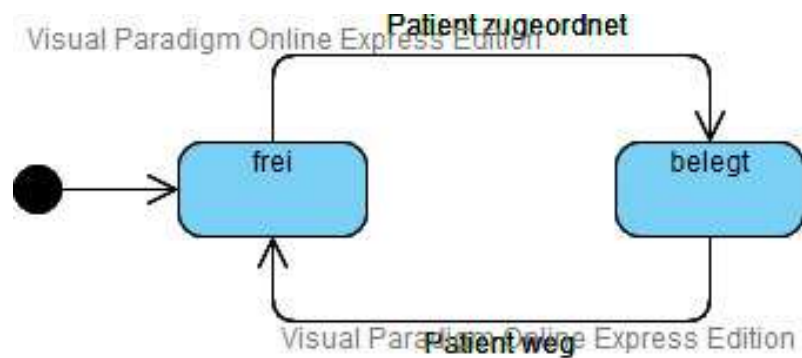 Patient zugeordnet
Visual Paradigm Online Express Edition
frei
belegt
Visual Paradigm Online Express Edition
Patient weg